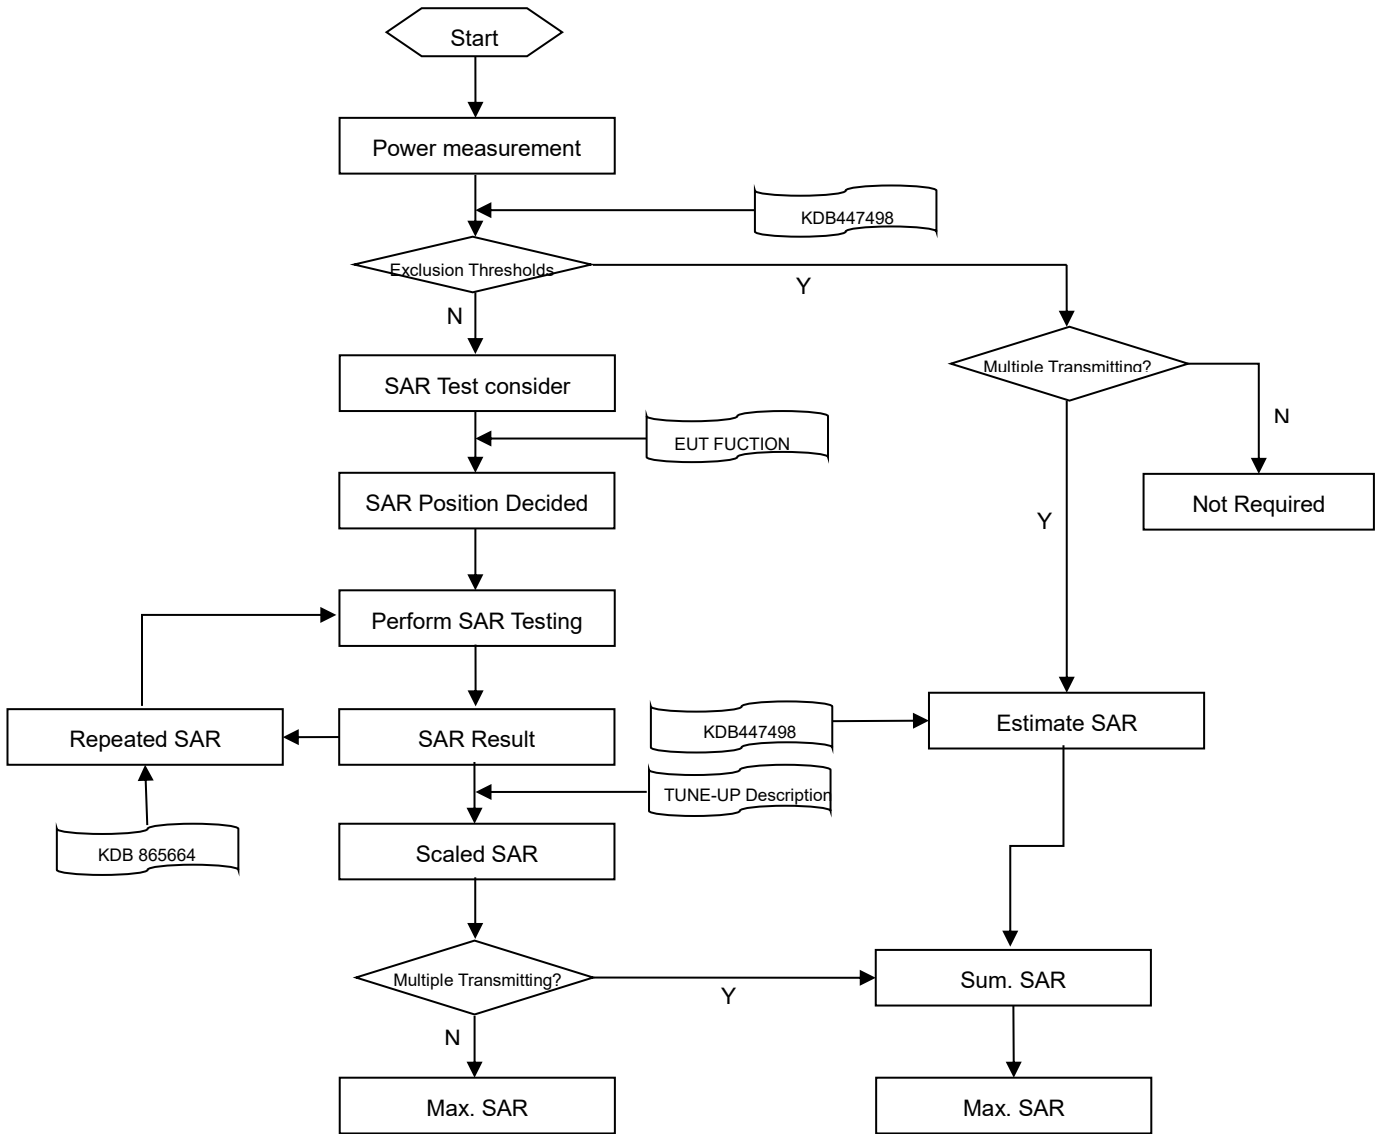 Start
Power measurement
KDB447498
Exclusion Thresholds
Y
N
Multiple Transmitting?
SAR Test consider
N
EUT FUCTION
SAR Position Decided
Not Required
Y
Perform SAR Testing
Repeated SAR
SAR Result
KDB447498
Estimate SAR
TUNE-UP Description
KDB 865664
Scaled SAR
Multiple Transmitting?
Y
Sum. SAR
N
Max. SAR
Max. SAR